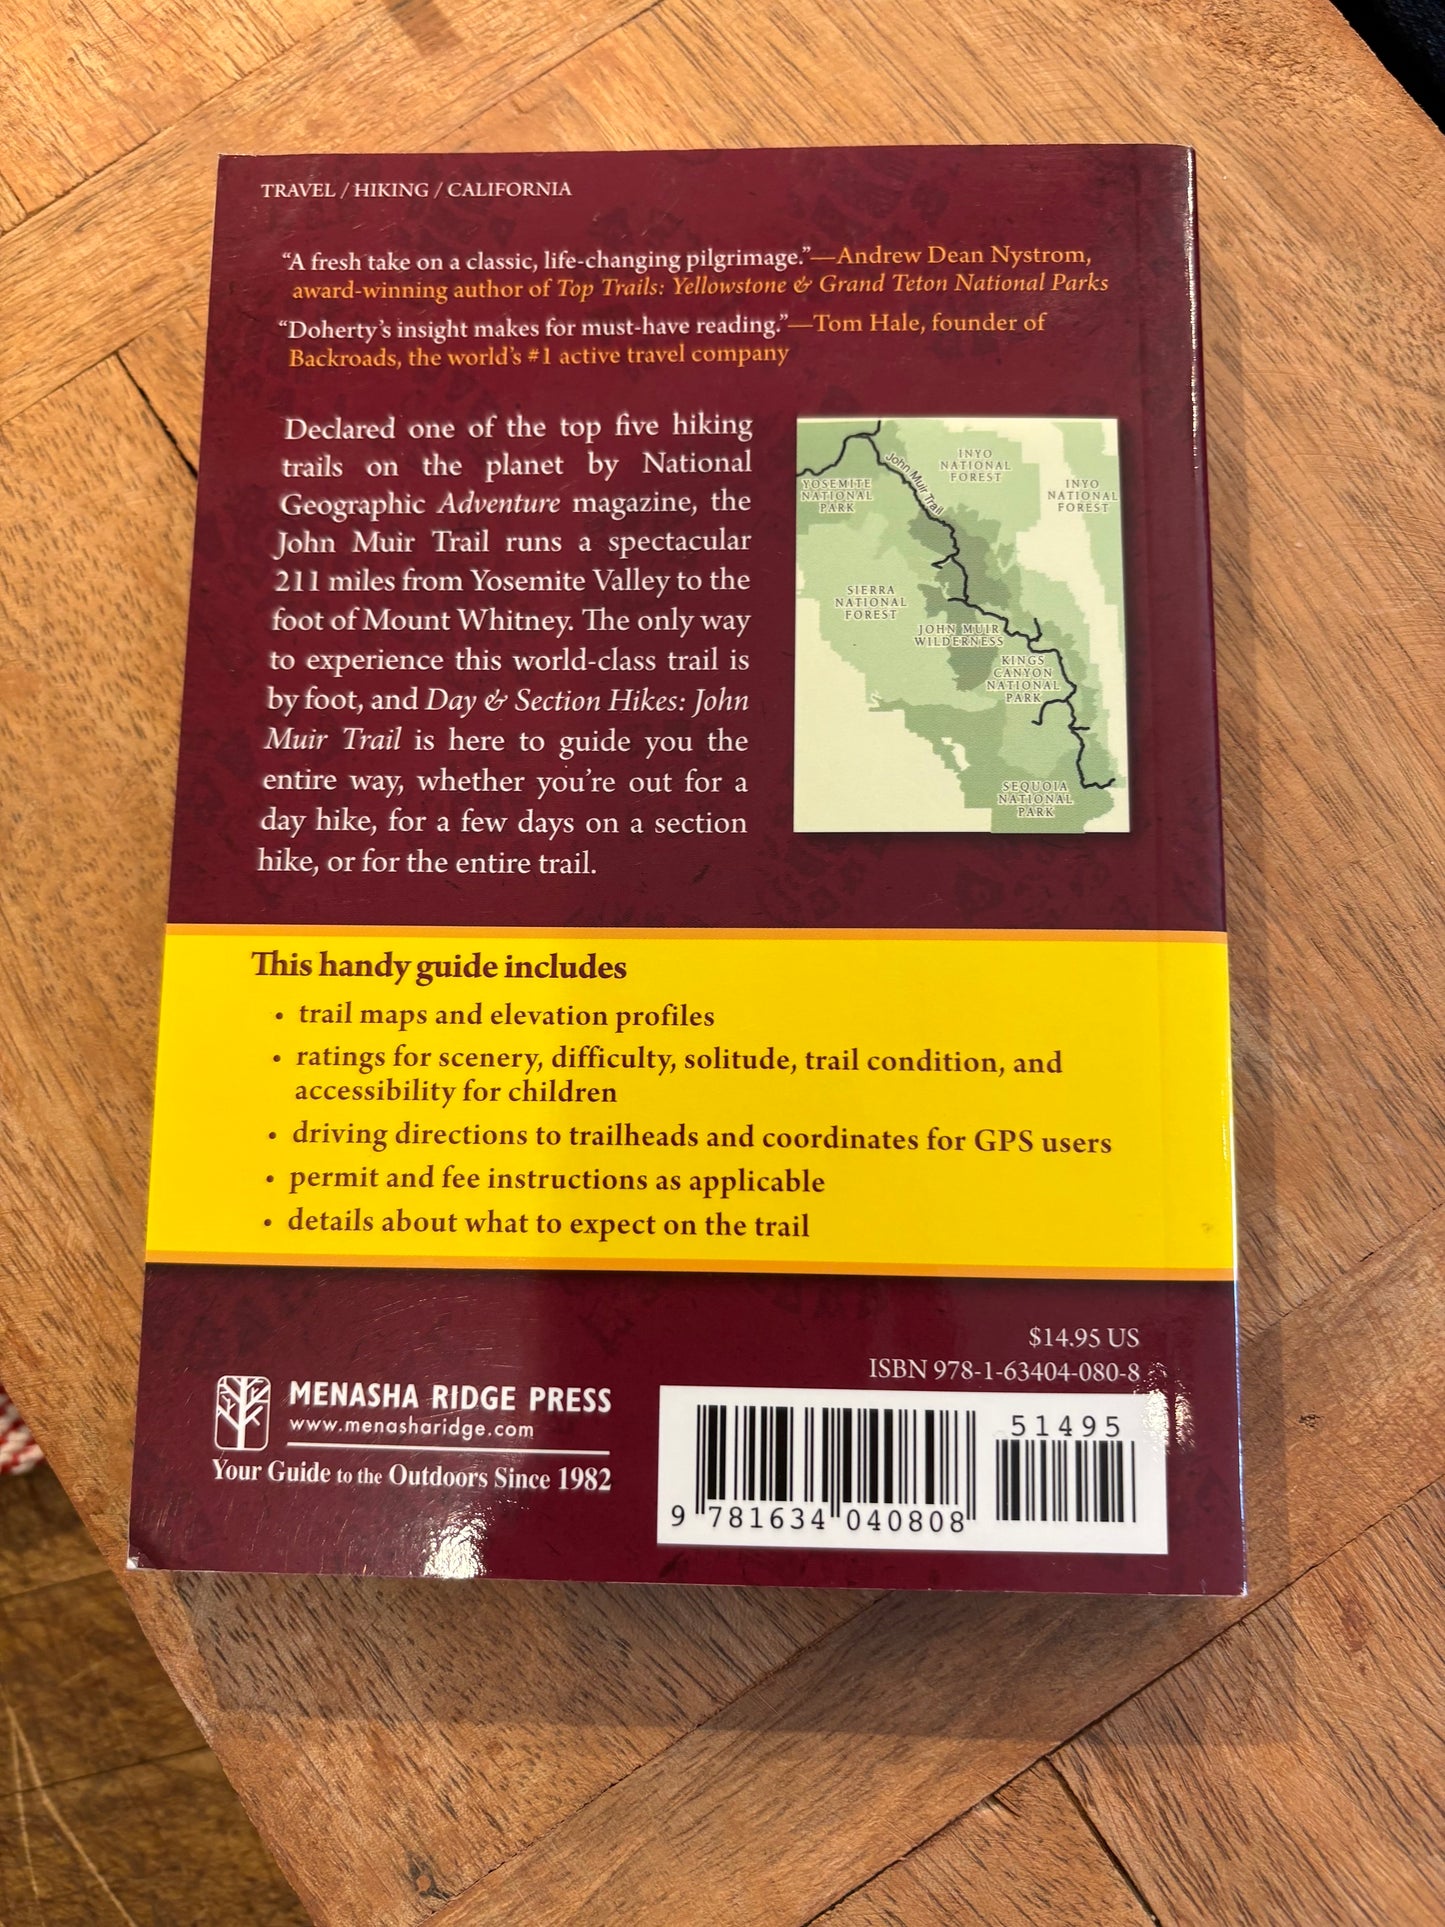 TRAVEL / HIKING / CALIFORNIA
“A fresh take on a classic, life-changing pilgrimage.”—Andrew Dean Nystrom,
award-winning author of Top Trails: Yellowstone & Grand Teton National Parks
“Doherty’s insight makes for must-have reading.”—Tom Hale, founder of
Backroads, the world’s #1 active travel company
Declared one of the top five hiking
trails on the planet by National
Geographic Adventure magazine, the
John Muir Trail runs a spectacular
211 miles from Yosemite Valley to the
foot of Mount Whitney. The only way
to experience this world-class trail is
by foot, and Day & Section Hikes: John
Muir Trail is here to guide you the
entire way, whether you’re out for a
day hike, for a few days on a section
hike, or for the entire trail.
John Muir Trail
INYO
NATIONAL
FOREST
YOSEMITE
NATIONAL
PARK
INYO
NATIONAL
FOREST
SIERRA
NATIONAL
FOREST
JOHN MUIR
WILDERNESS
KINGS
CANYON
NATIONAL
PARK
SEQUOIA
NATIONAL
PARK
This handy guide includes
• trail maps and elevation profiles
• ratings for scenery, difficulty, solitude, trail condition, and
accessibility for children
• driving directions to trailheads and coordinates for GPS users
• permit and fee instructions as applicable
• details about what to expect on the trail
$14.95 US
ISBN 978-1-63404-080-8
MENASHA RIDGE PRESS
www.menasharidge.com
Your Guide to the Outdoors Since 1982
51495
9 781634 040808